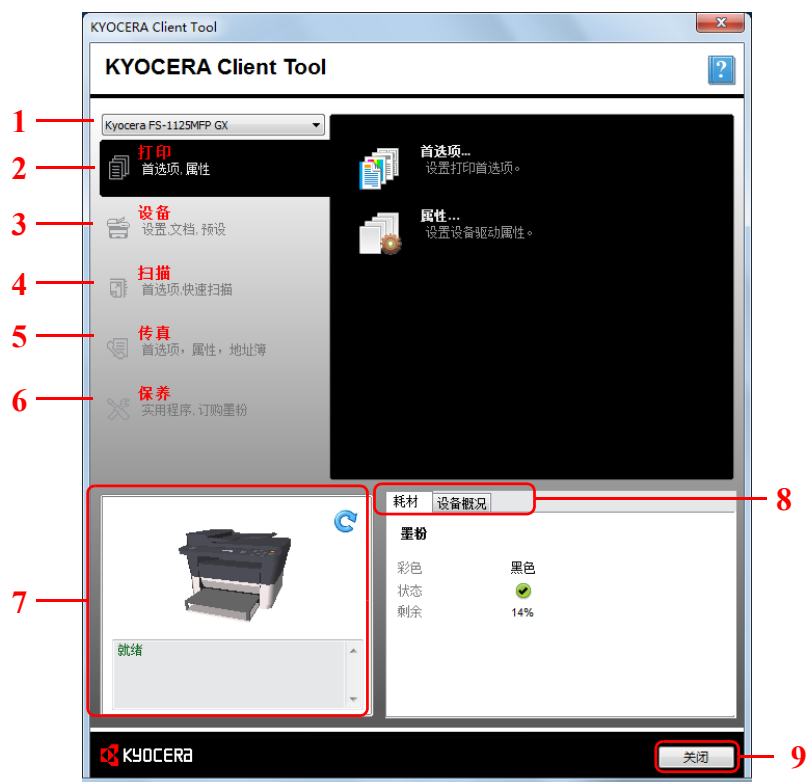 KYOCERA Client Tool
X
KYOCERA Client Tool
?
1
Kyocera FS-1125MFP GX
2
打印
首选项, 属性
首选项...
设置打印首选项。
3
设备
设置,文档, 预设
属性...
设置设备驱动属性。
4
扫描
首选项,快速扫描
5
传真
首选项，属性，地址簿
6
保养
实用程序, 订购墨粉
7
就绪
耗材
设备概况
8
墨粉
彩色 黑色
状态
剩余 14%
KYOCERA
关闭
9